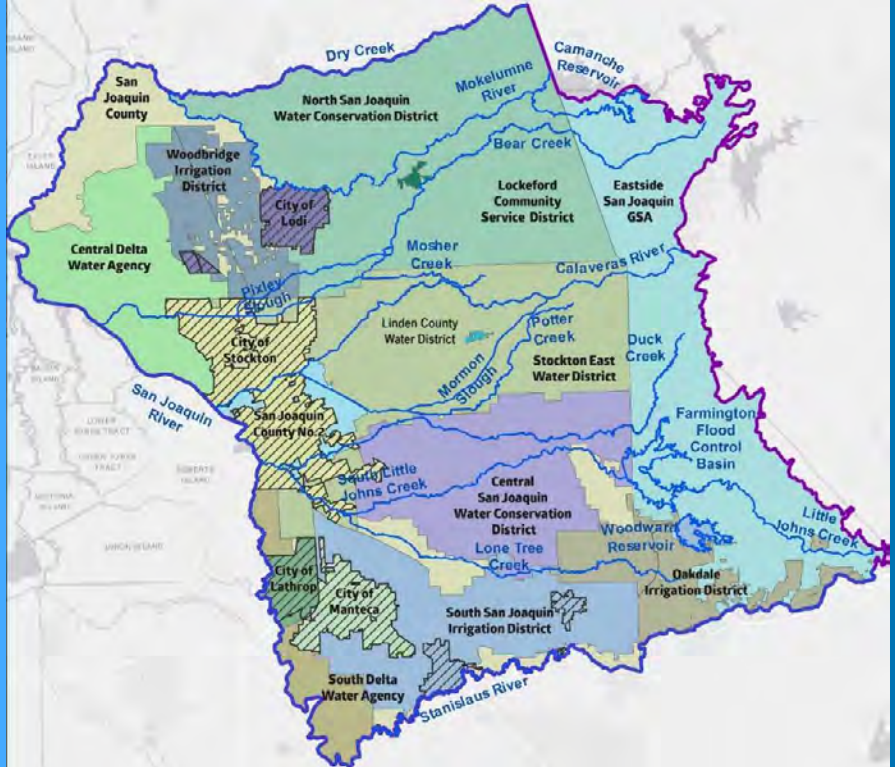 Dry Creek
Camanche
Reservoir
San
Joaquin
County
Mokelumne
River
North San Joaquin
Water Conservation District
Bear Creek
Woodbridge
Irrigation
District
Lockeford
Community
Service District
Eastside
San Joaquin
GSA
City of
Lodi
Central Delta
Water Agency
Mosher
Creek
Calaveras River
Pixley
Slough
Linden County
Water District
Potter
Creek
City of
Stockton
Mormon
Slough
Stockton East
Water District
Duck
Creek
San Joaquin
River
San Joaquin
County No.2
Farmington
Flood
Control
Basin
South Little
Johns Creek
Central
San Joaquin
Water Conservation
District
Little
Johns Creek
Woodward
Reservoir
Lone Tree
Creek
City of
Lathrop
City of
Manteca
Oakdale
Irrigation District
South San Joaquin
Irrigation District
South Delta
Water Agency
Stanislaus River
ROBERTS
ISLAND
UNION ISLAND